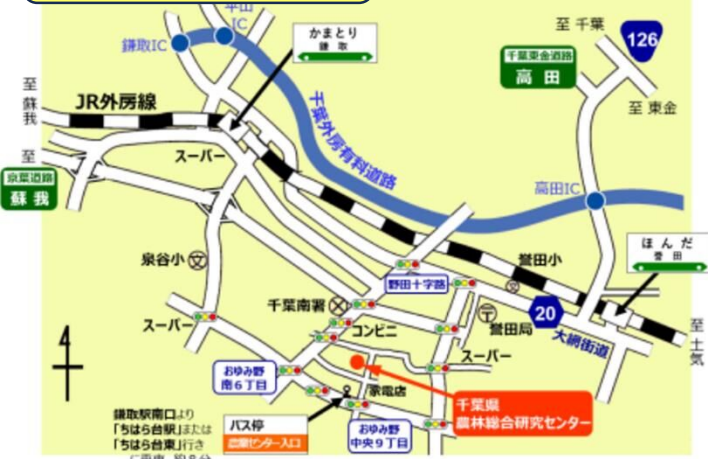 平山
IC
鎌取IC
かまとり
鎌 取
至 千葉
126
千葉東金道路
高 田
至 東金
至 蘇我
JR外房線
千葉外房有料道路
スーパー
至
京葉道路
蘇 我
高田IC
ほんだ
誉 田
泉谷小
文
誉田小
文
野田十字路
千葉南署
〒
誉田局
20
大網街道
至 土気
スーパー
コンビニ
スーパー
おゆみ野
南6丁目
家電店
千葉県
農林総合研究センター
鎌取駅南口より
「ちはら台駅」または
「ちはら台東」行き
バス停
農業センター入口
おゆみ野
中央9丁目